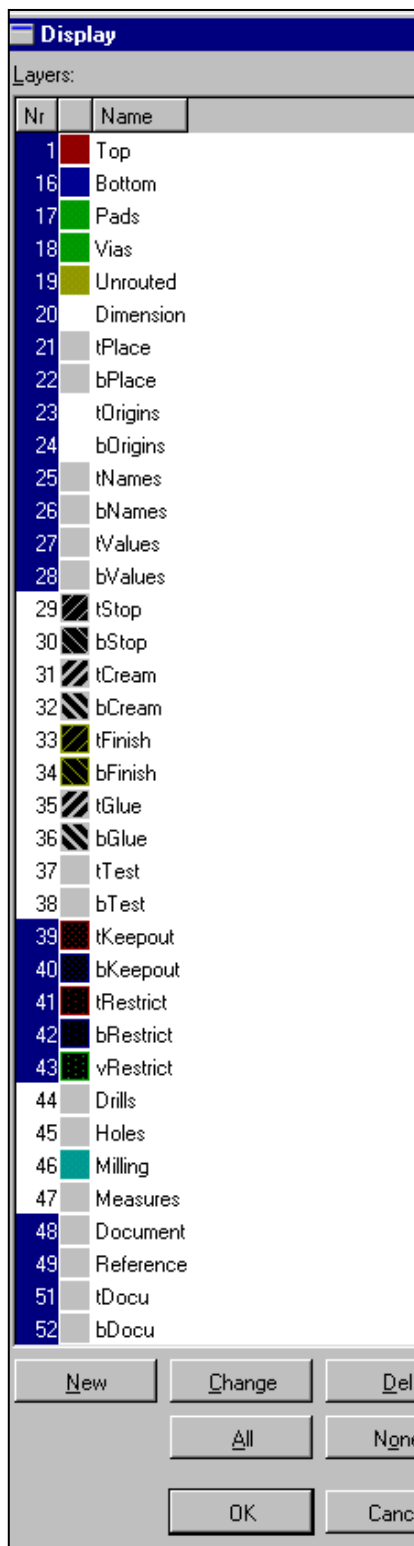 Display
Layers:
Nr Name
1 Top
16 Bottom
17 Pads
18 Vias
19 Unrouted
20 Dimension
21 tPlace
22 bPlace
23 tOrigins
24 bOrigins
25 tNames
26 bNames
27 tValues
28 bValues
29 tStop
30 bStop
31 tCream
32 bCream
33 tFinish
34 bFinish
35 tGlue
36 bGlue
37 tTest
38 bTest
39 tKeepout
40 bKeepout
41 tRestrict
42 bRestrict
43 vRestrict
44 Drills
45 Holes
46 Milling
47 Measures
48 Document
49 Reference
51 tDocu
52 bDocu
New Change Del
All None
OK Canc